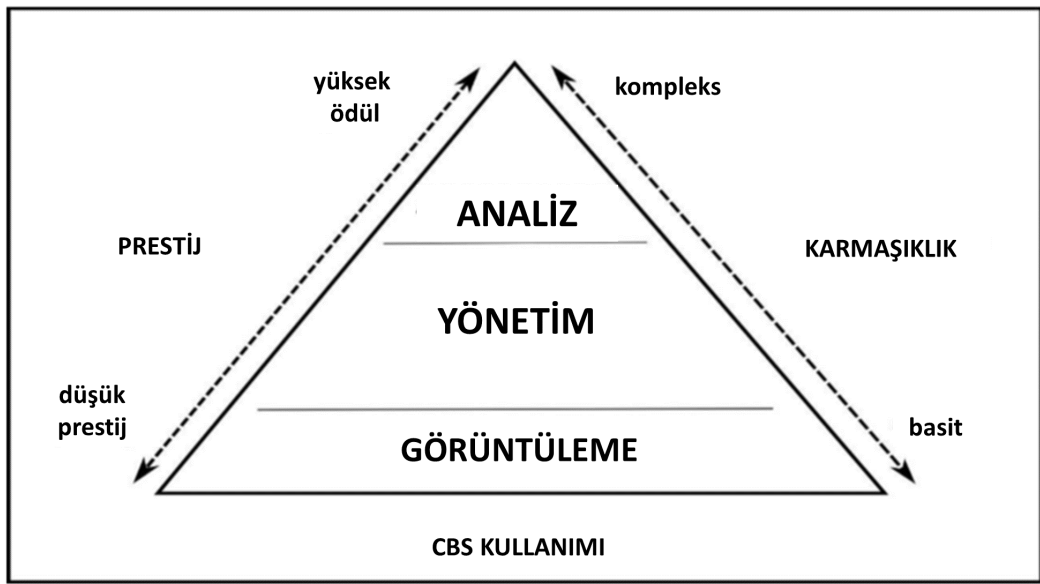 yüksek
ödül
kompleks
ANALİZ
PRESTİJ
KARMAŞIKLIK
YÖNETİM
düşük
prestij
basit
GÖRÜNTÜLEME
CBS KULLANIMI